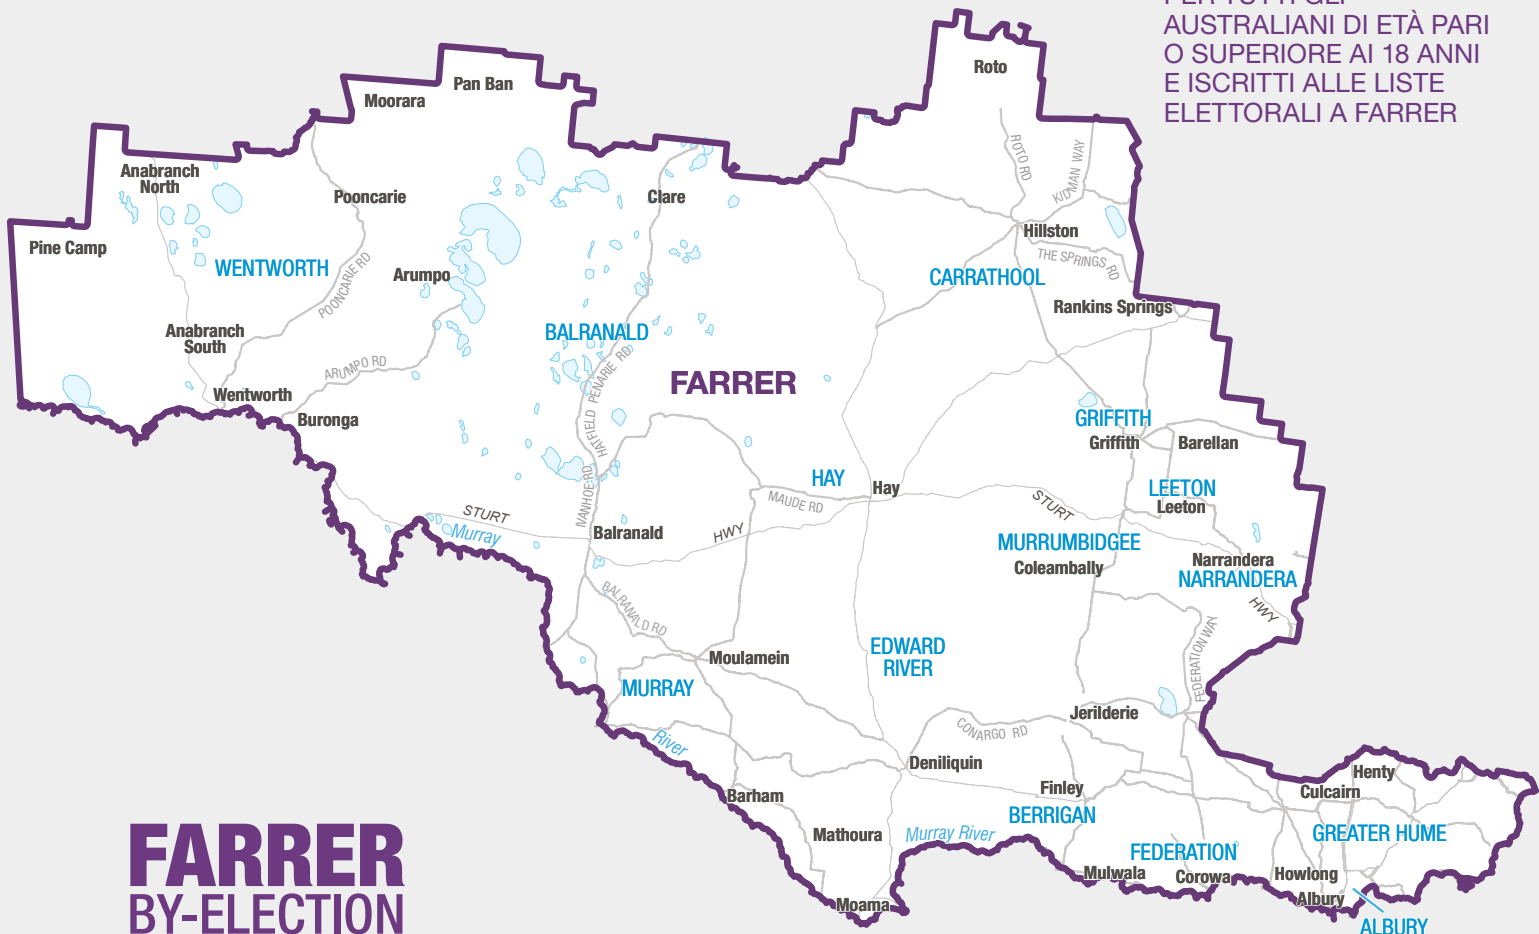 PER TUTTI GLI
AUSTRALIANI DI ETÀ PARI
O SUPERIORE AI 18 ANNI
E ISCRITTI ALLE LISTE
ELETTORALI A FARRER
Roto
Pan Ban
Moorara
ROTO RD
KIDMAN WAY
Anabranch
North
Pooncarie
Clare
Hillston
Pine Camp
WENTWORTH
POONCARIE RD
Arumpo
CARRATHOOL
THE SPRINGS RD
Rankins Springs
Anabranch
South
BALRANALD
ARUMPO RD
HATFIELD PENARIE RD
FARRER
Wentworth
Buronga
GRIFFITH
Griffith
Barellan
IVANHOE RD
HAY
Hay
MAUDE RD
LEETON
Leeton
STURT
Murray
Balranald
HWY
STURT
MURRUMBIDGEE
Coleambally
Narrandera
NARRANDERA
HWY
BALRANALD RD
Moulamein
EDWARD
RIVER
FEDERATION WAY
MURRAY
River
CONARGO RD
Jerilderie
Deniliquin
Finley
Henty
Culcairn
Barham
BERRIGAN
Mathoura
Murray River
GREATER HUME
FEDERATION
Mulwala
Corowa
Howlong
Albury
Moama
ALBURY
FARRER
BY-ELECTION